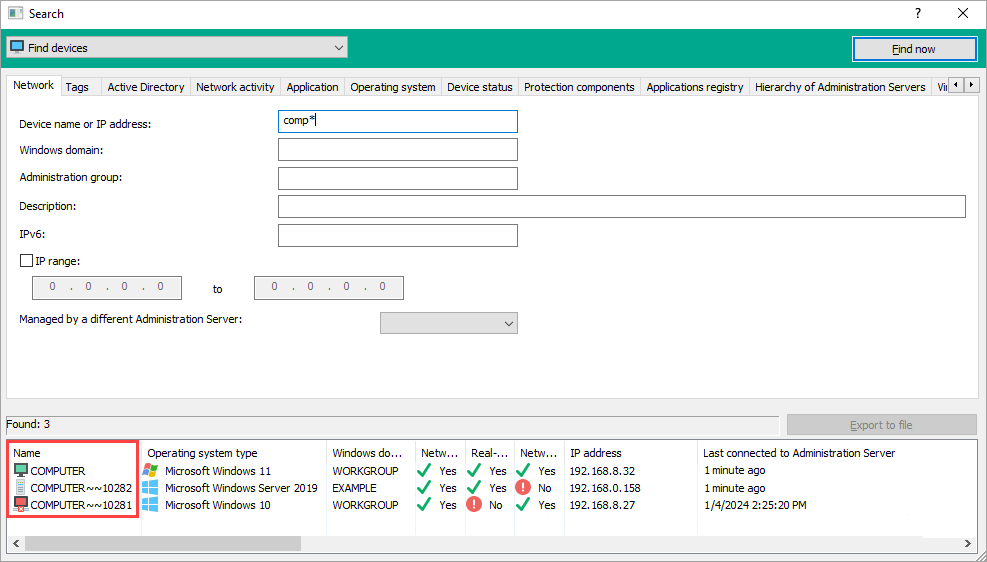 Search
?
Find devices
Find now
Network Tags Active Directory Network activity Application Operating system Device status Protection components Applications registry Hierarchy of Administration Servers
Device name or IP address: comp*
Windows domain:
Administration group:
Description:
IPv6:
IP range:
0 . 0 . 0 . 0 to 0 . 0 . 0 . 0
Managed by a different Administration Server:
Found: 3
Export to file
Name Operating system type Windows do... Netw... Real-... Netw... IP address Last connected to Administration Server
COMPUTER Microsoft Windows 11 WORKGROUP Yes Yes Yes 192.168.8.32 1 minute ago
COMPUTER~~10282 Microsoft Windows Server 2019 EXAMPLE Yes Yes No 192.168.0.158 1 minute ago
COMPUTER~~10281 Microsoft Windows 10 WORKGROUP Yes No Yes 192.168.8.27 1/4/2024 2:25:20 PM